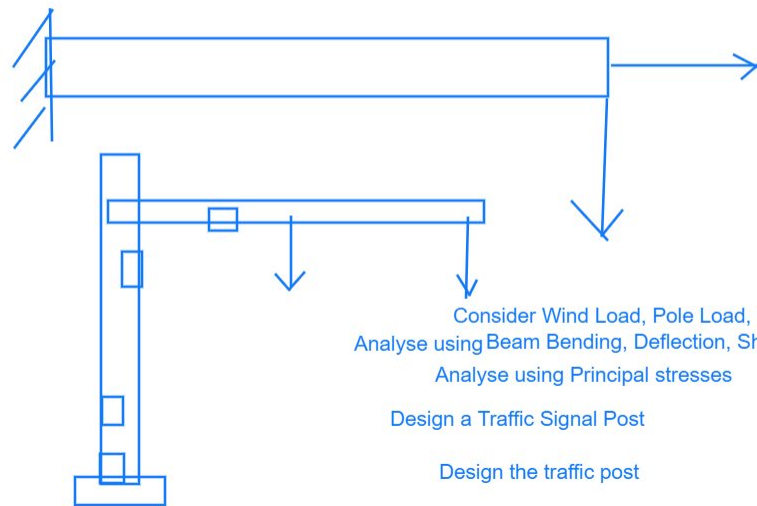 Consider Wind Load, Pole Load,
Analyse using Beam Bending, Deflection,
Analyse using Principal stresses
Design a Traffic Signal Post
Design the traffic post